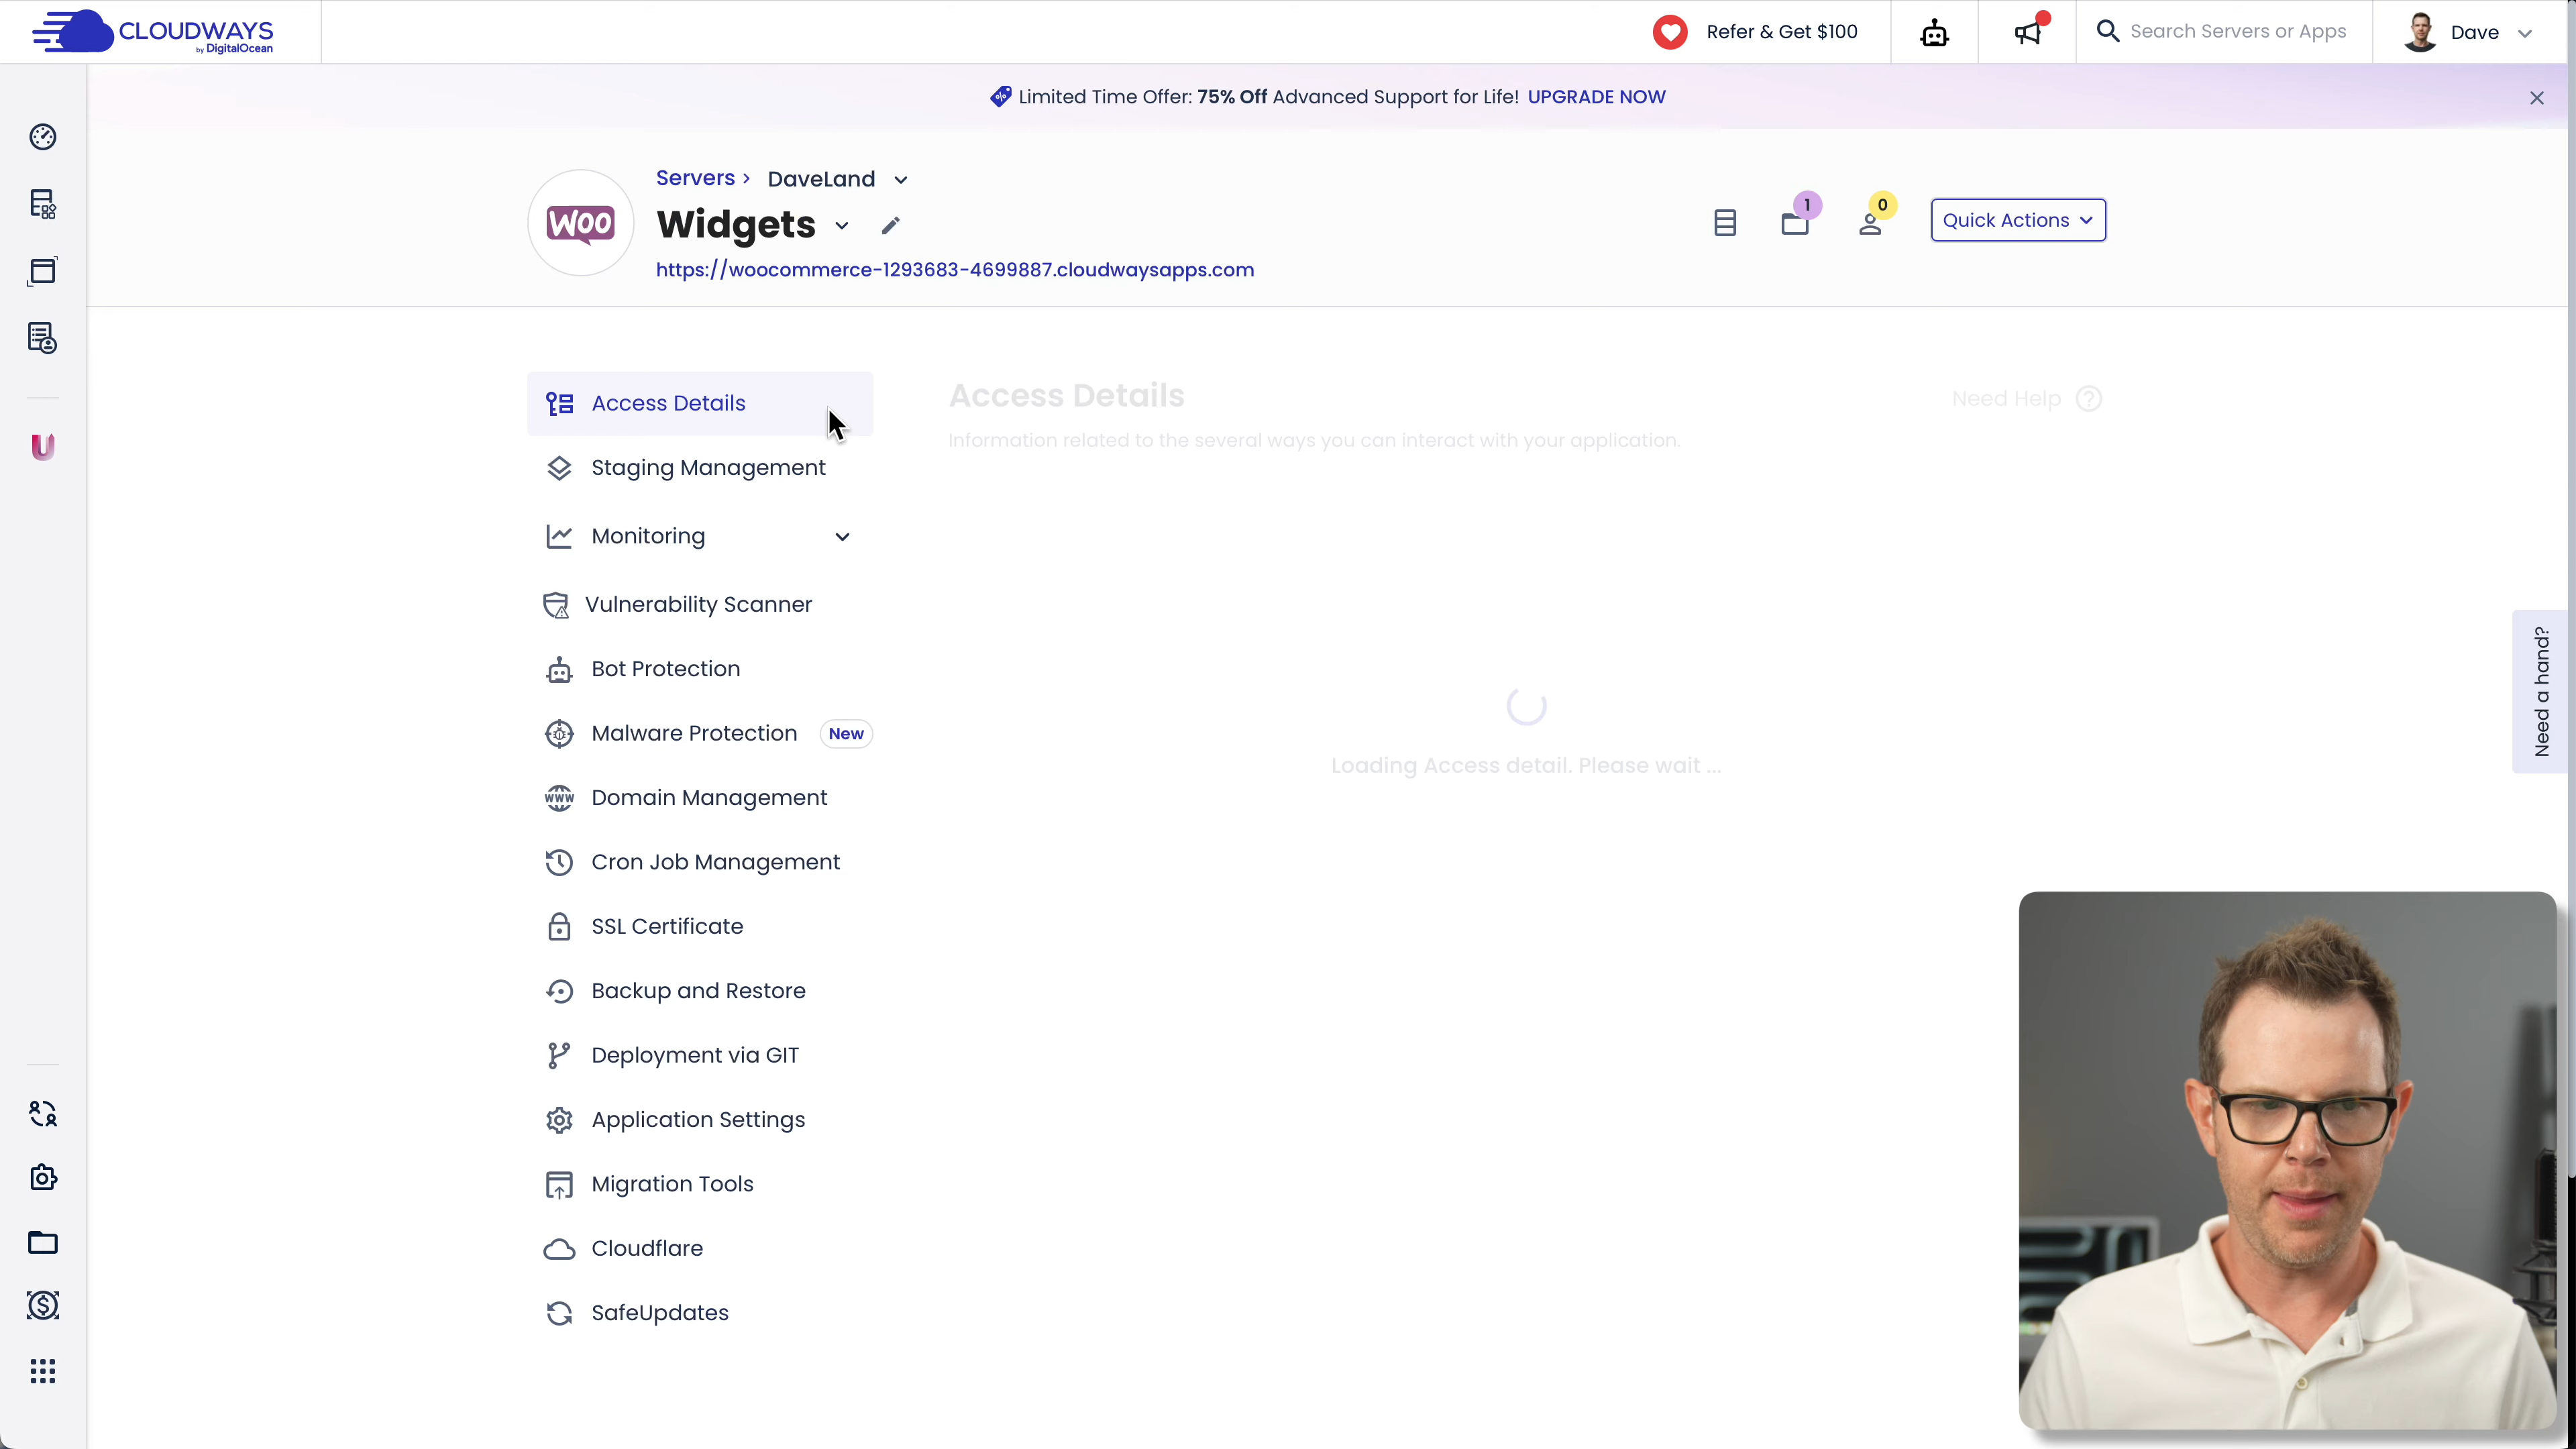 CLOUDWAYS
by DigitalOcean
Refer & Get $100
Search Servers or Apps
Dave
Limited Time Offer: 75% Off Advanced Support for Life! UPGRADE NOW
Servers › DaveLand
WOO
Widgets
1
0
Quick Actions
https://woocommerce-1293683-4699887.cloudwaysapps.com
Access Details
Staging Management
Monitoring
Vulnerability Scanner
Bot Protection
Malware Protection New
Domain Management
Cron Job Management
SSL Certificate
Backup and Restore
Deployment via GIT
Application Settings
Migration Tools
Cloudflare
SafeUpdates
Access Details
Need Help
Information related to the several ways you can interact with your application.
Loading Access detail. Please wait ...
Need a hand?